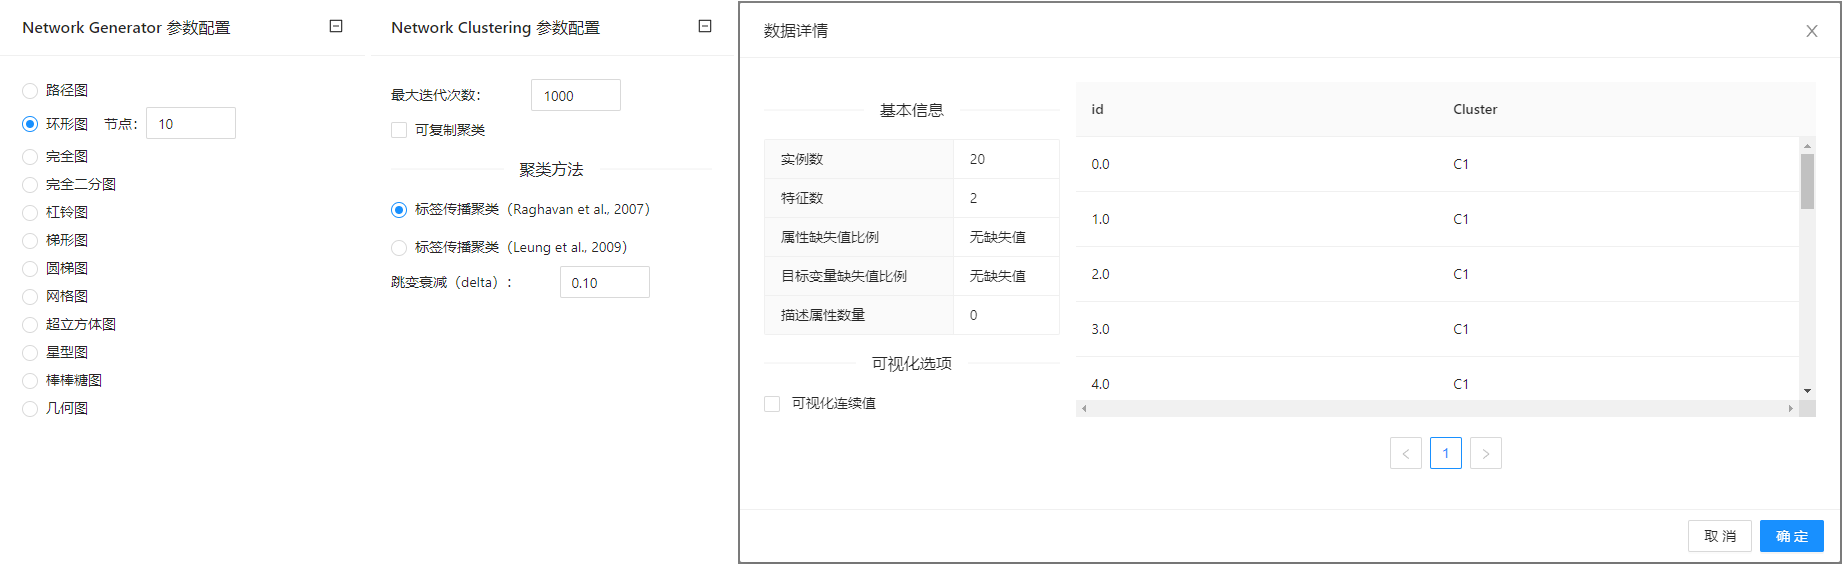 Network Generator 参数配置
路径图
环形图 节点： 10
完全图
完全二分图
杠铃图
梯形图
圆梯图
网格图
超立方体图
星型图
棒棒糖图
几何图
Network Clustering 参数配置
最大迭代次数： 1000
可复制聚类
聚类方法
标签传播聚类（Raghavan et al., 2007）
标签传播聚类（Leung et al., 2009）
跳变衰减（delta）： 0.10
数据详情
基本信息
实例数 20
特征数 2
属性缺失值比例 无缺失值
目标变量缺失值比例 无缺失值
描述属性数量 0
可视化选项
可视化连续值
id Cluster
0.0 C1
1.0 C1
2.0 C1
3.0 C1
4.0 C1
< 1 >
取 消 确 定